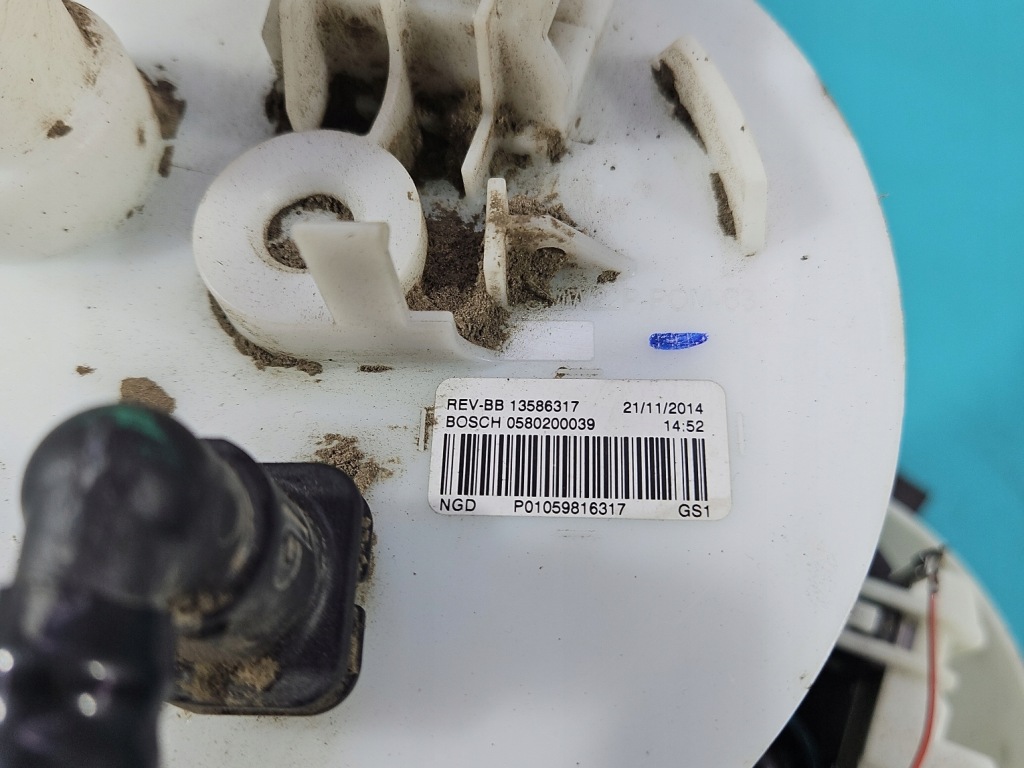 REV-BB 13586317 21/11/2014
BOSCH 0580200039 14:52
NGD P01059816317 GS1